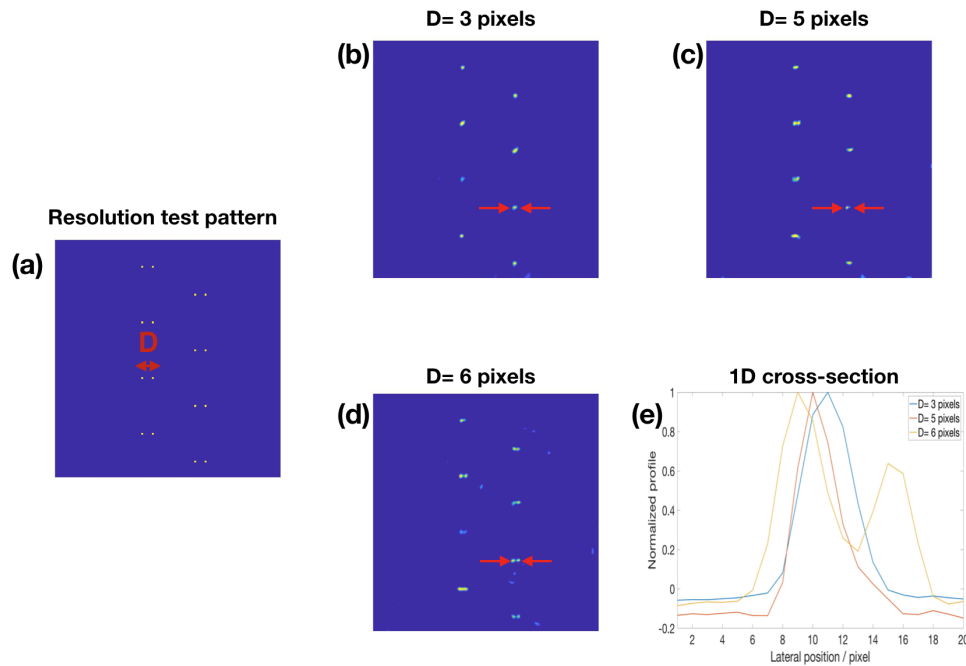 D= 3 pixels
D= 5 pixels
(b)
(c)
Resolution test pattern
(a)
D
D= 6 pixels
1D cross-section
(d)
(e)
1
0.8
0.6
0.4
0.2
0
-0.2
Normalized profile
D= 3 pixels
D= 5 pixels
D= 6 pixels
2 4 6 8 10 12 14 16 18 20
Lateral position / pixel